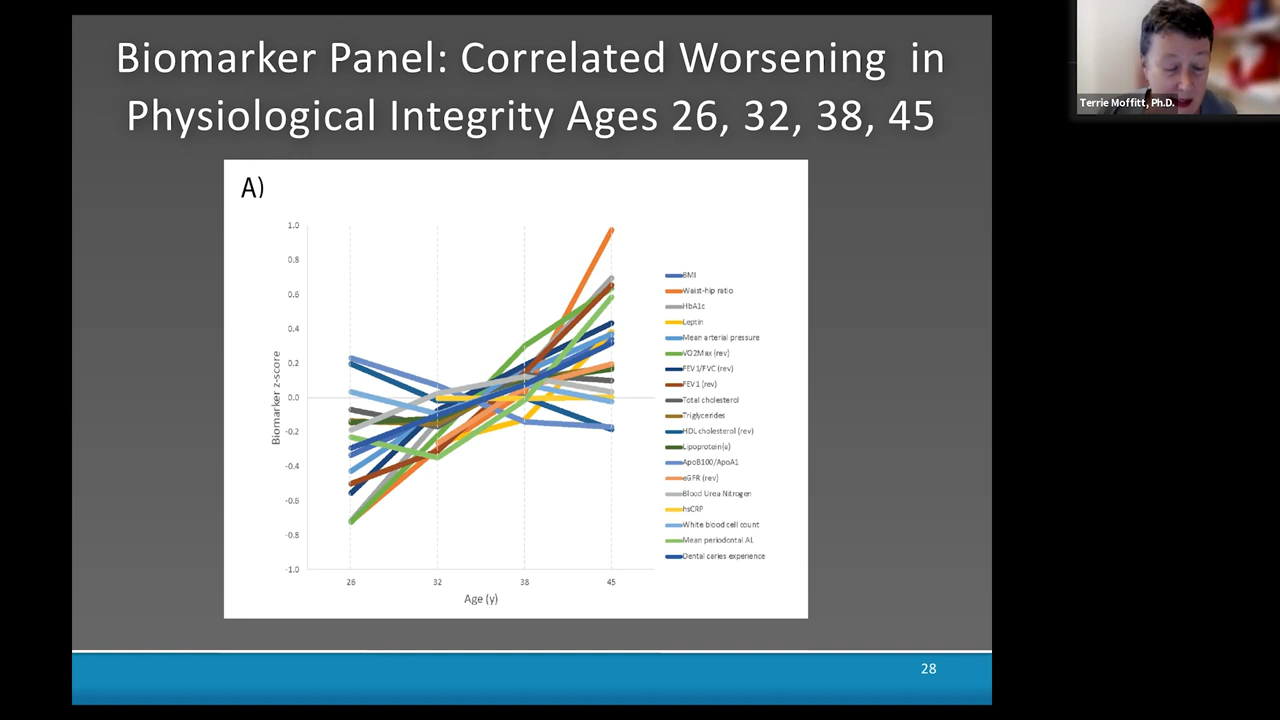 Biomarker Panel: Correlated Worsening in
Physiological Integrity Ages 26, 32, 38, 45
Terrie Moffitt, Ph.D.
A)
1.0
0.8
0.6
0.4
0.2
0.0
-0.2
-0.4
-0.6
-0.8
-1.0
Biomarker z-score
26
32
38
45
Age (y)
BMI
Waist-hip ratio
HbA1c
Leptin
Mean arterial pressure
VO2Max (rev)
FEV1/FVC (rev)
FEV1 (rev)
Total cholesterol
Triglycerides
HDL cholesterol (rev)
Lipoprotein(a)
ApoB100/ApoA1
eGFR (rev)
Blood Urea Nitrogen
hsCRP
White blood cell count
Mean periodontal AL
Dental caries experience
28